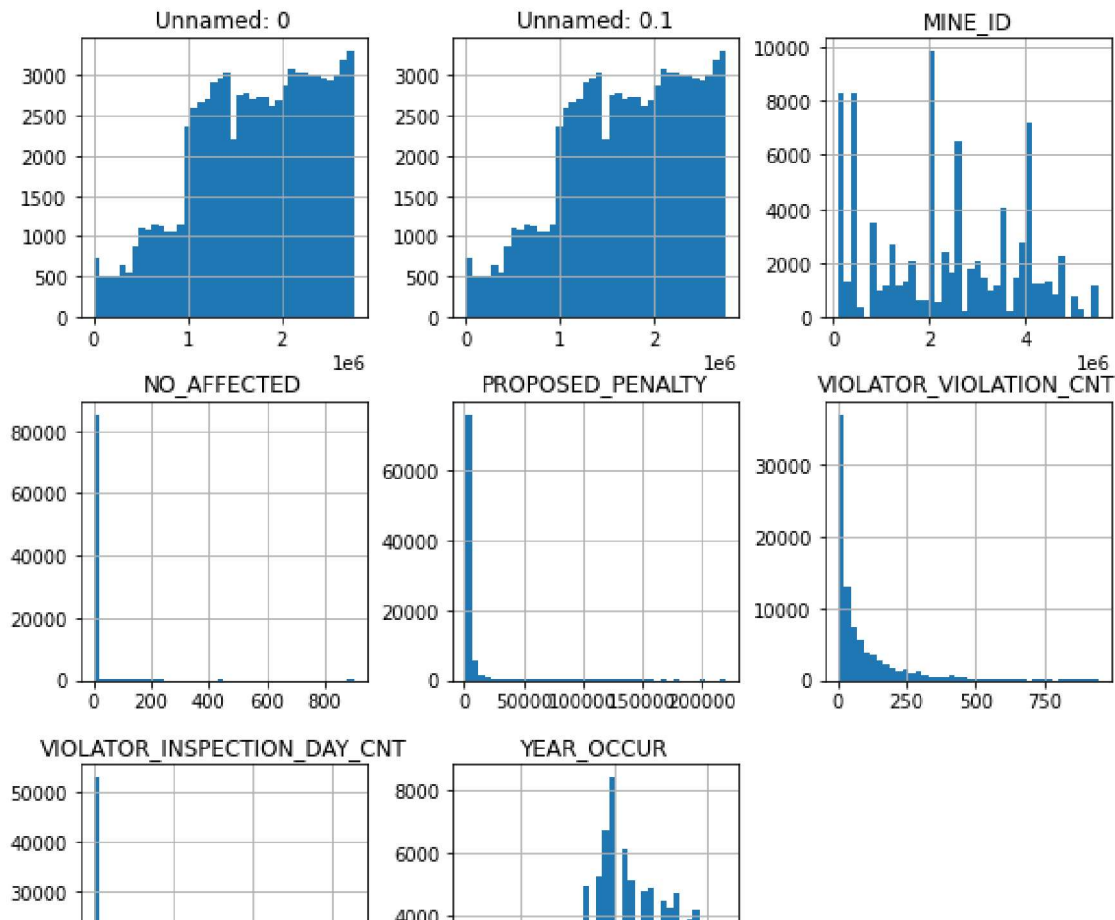 Unnamed: 0
3000
2500
2000
1500
1000
500
0
0 1 2
1e6
Unnamed: 0.1
3000
2500
2000
1500
1000
500
0
0 1 2
1e6
MINE_ID
10000
8000
6000
4000
2000
0
0 2 4
1e6
NO_AFFECTED
80000
60000
40000
20000
0
0 200 400 600 800
PROPOSED_PENALTY
60000
40000
20000
0
0 50000 100000 150000 200000
VIOLATOR_VIOLATION_CNT
30000
20000
10000
0
0 250 500 750
VIOLATOR_INSPECTION_DAY_CNT
50000
40000
30000
YEAR_OCCUR
8000
6000
4000